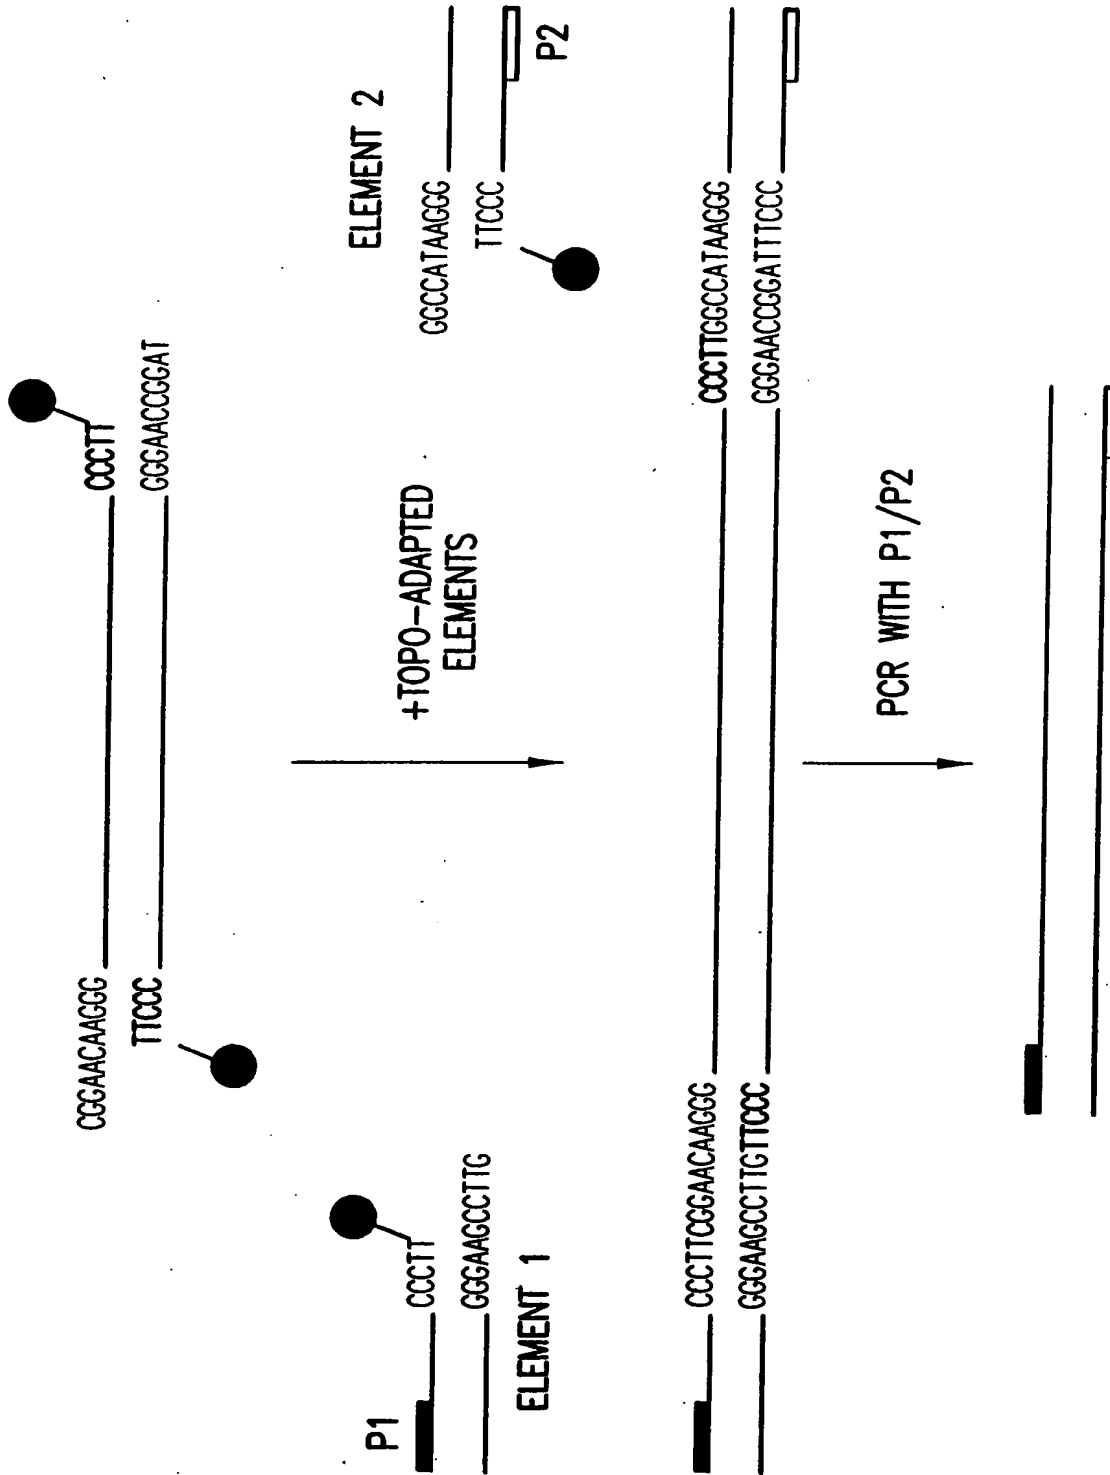 CGGAACAAGGG
CCCTT
TTCCC
GGGAACCGGAT
+TOPO-ADAPTED
ELEMENTS
P1
CCCTT
GGGAAGCCTTG
ELEMENT 1
ELEMENT 2
GGCCATAAGGG
TTCCC
P2
CCCTTCGGAACAAGGG
CCCTTGGCCATAAGGG
GGGAAGCCTTGTTCCC
GGGAACCGGATTTCCC
PCR WITH P1/P2